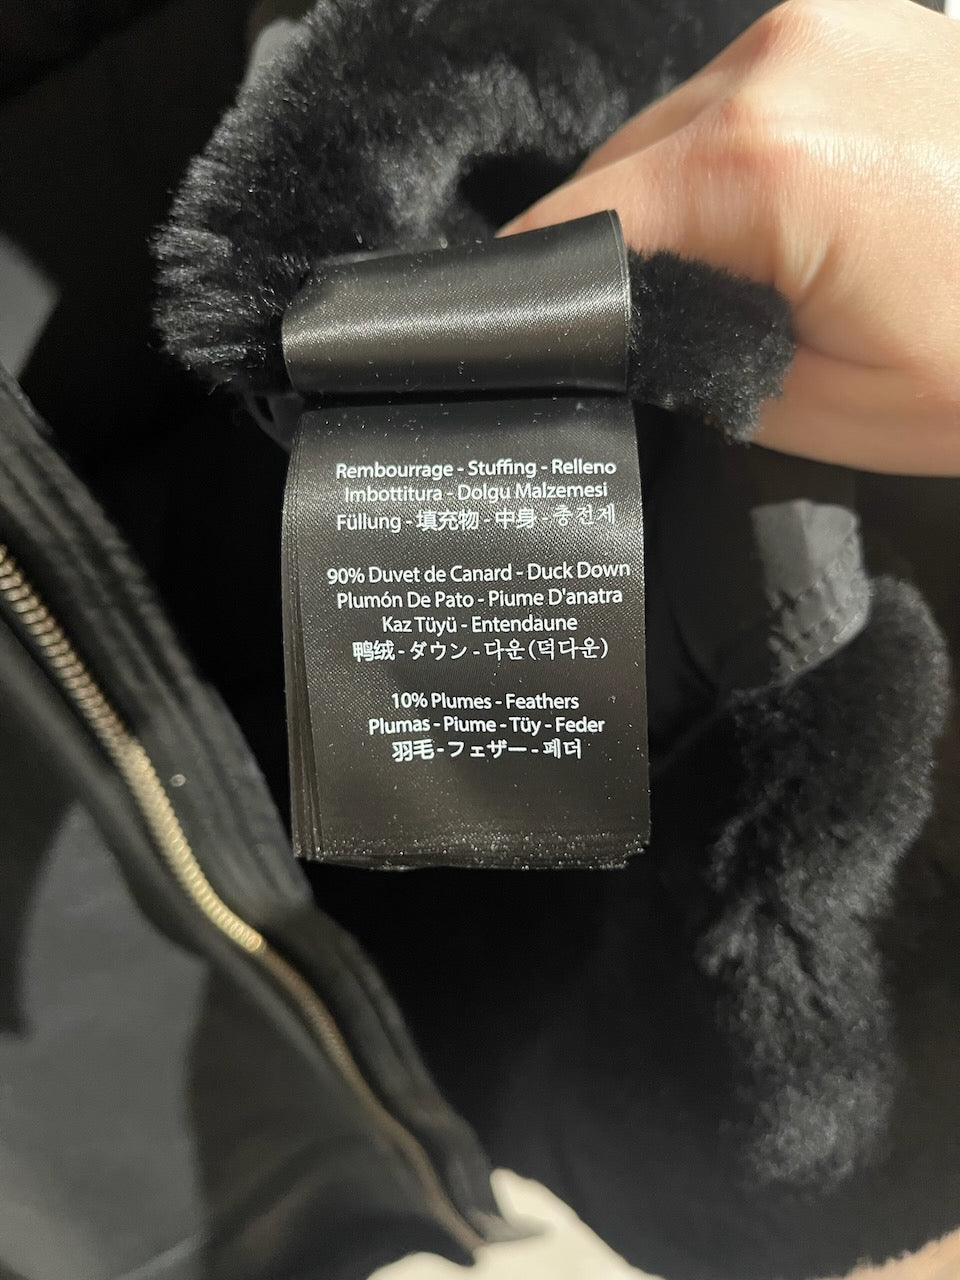 Rembourrage - Stuffing - Relleno
Imbottitura - Dolgu Malzemesi
Füllung - 填充物 - 中身 - 충전제
90% Duvet de Canard - Duck Down
Plumón De Pato - Piume D'anatra
Kaz Tüyü - Entendaune
鸭绒 - ダウン - 다운(덕다운)
10% Plumes - Feathers
Plumas - Piume - Tüy - Feder
羽毛 - フェザー - 페더